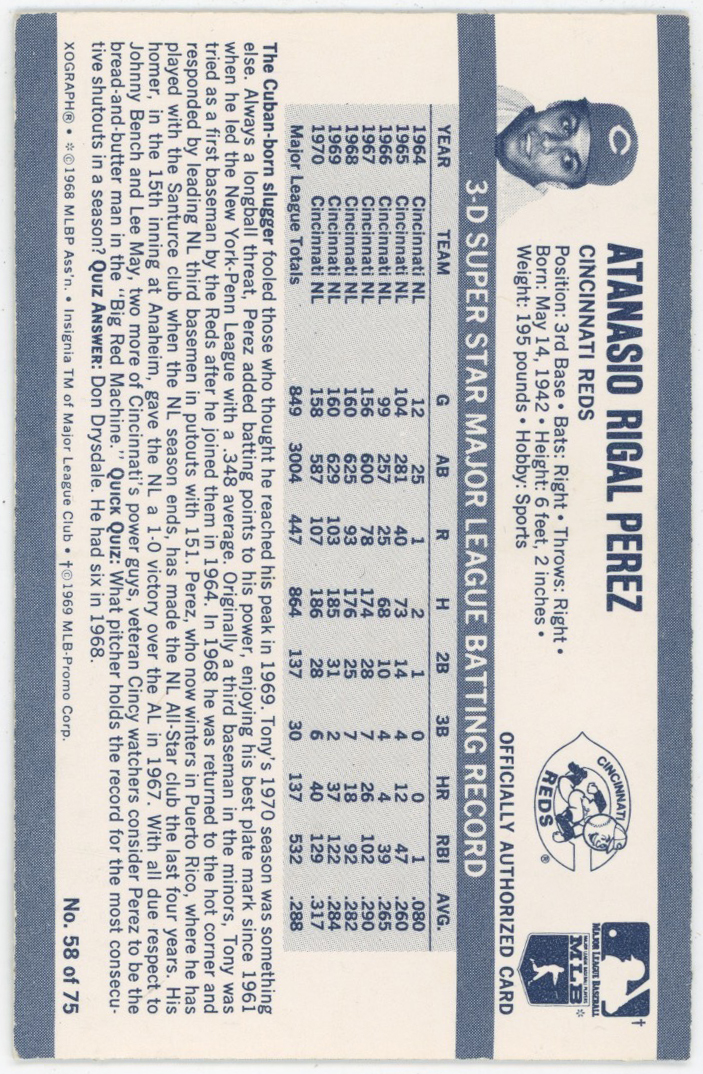 ATANASIO RIGAL PEREZ
CINCINNATI REDS
Position: 3rd Base • Bats: Right • Throws: Right •
Born: May 14, 1942 • Height: 6 feet, 2 inches •
Weight: 195 pounds • Hobby: Sports
C
CINCINNATI
REDS ®
MAJOR LEAGUE BASEBALL †
MLB *
OFFICIALLY AUTHORIZED CARD
3-D SUPER STAR MAJOR LEAGUE BATTING RECORD
YEAR TEAM G AB R H 2B 3B HR RBI AVG.
1964 Cincinnati NL 12 25 1 2 1 0 0 1 .080
1965 Cincinnati NL 104 281 40 73 14 4 12 47 .260
1966 Cincinnati NL 99 257 25 68 10 4 4 39 .265
1967 Cincinnati NL 156 600 78 174 28 7 26 102 .290
1968 Cincinnati NL 160 625 93 176 25 7 18 92 .282
1969 Cincinnati NL 160 629 103 185 31 2 37 122 .284
1970 Cincinnati NL 158 587 107 186 28 6 40 129 .317
Major League Totals 849 3004 447 864 137 30 137 532 .288
The Cuban-born slugger fooled those who thought he reached his peak in 1969. Tony's 1970 season was something
else. Always a longball threat, Perez added batting points to his power, enjoying his best plate mark since 1961
when he led the New York-Penn League with a .348 average. Originally a third baseman in the minors, Tony was
tried as a first baseman by the Reds after he joined them in 1964. In 1968 he was returned to the hot corner and
responded by leading NL third basemen in putouts with 151. Perez, who now winters in Puerto Rico, where he has
played with the Santurce club when the NL season ends, has made the NL All-Star club the last four years. His
homer, in the 15th inning at Anaheim, gave the NL a 1-0 victory over the AL in 1967. With all due respect to
Johnny Bench and Lee May, two more of Cincinnati's power guys, veteran Cincy watchers consider Perez to be the
bread-and-butter man in the "Big Red Machine." Quick Quiz: What pitcher holds the record for the most consecu-
tive shutouts in a season? Quiz Answer: Don Drysdale. He had six in 1968.
XOGRAPH® • *©1968 MLBP Ass'n. • Insignia TM of Major League Club • †©1969 MLB-Promo Corp.
No. 58 of 75